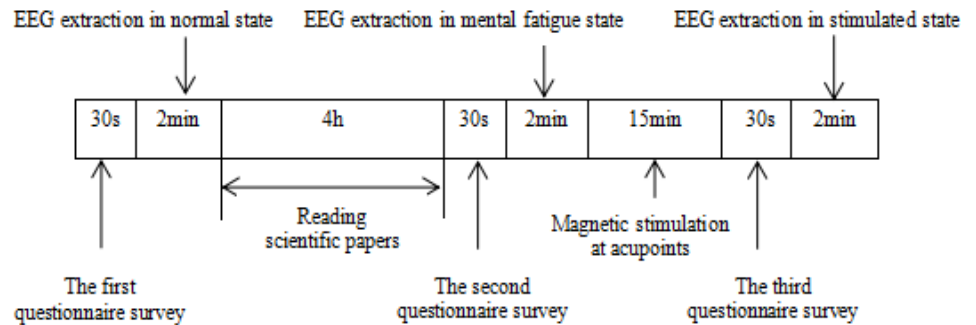 EEG extraction in normal state
EEG extraction in mental fatigue state
EEG extraction in stimulated state
30s
2min
4h
30s
2min
15min
30s
2min
Reading
scientific papers
Magnetic stimulation
at acupoints
The first
questionnaire survey
The second
questionnaire survey
The third
questionnaire survey